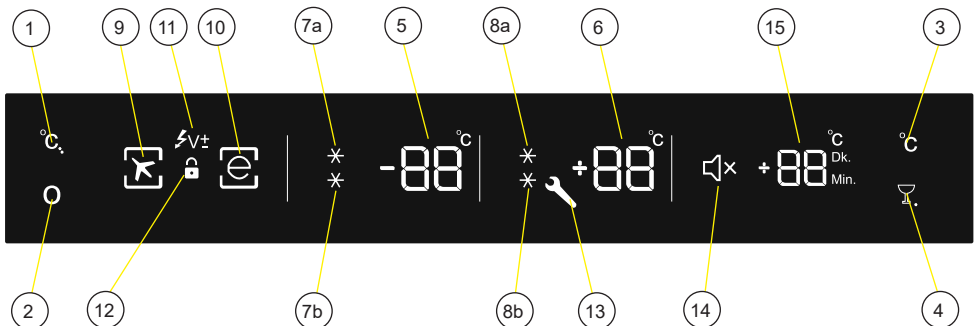 1 9 11 10 7a 5 8a 6 15 3
°C V± °C °C °C °C
e * -88 * +88 ÷88 Dk.
O * * Min.
2 12 7b 8b 13 14 4